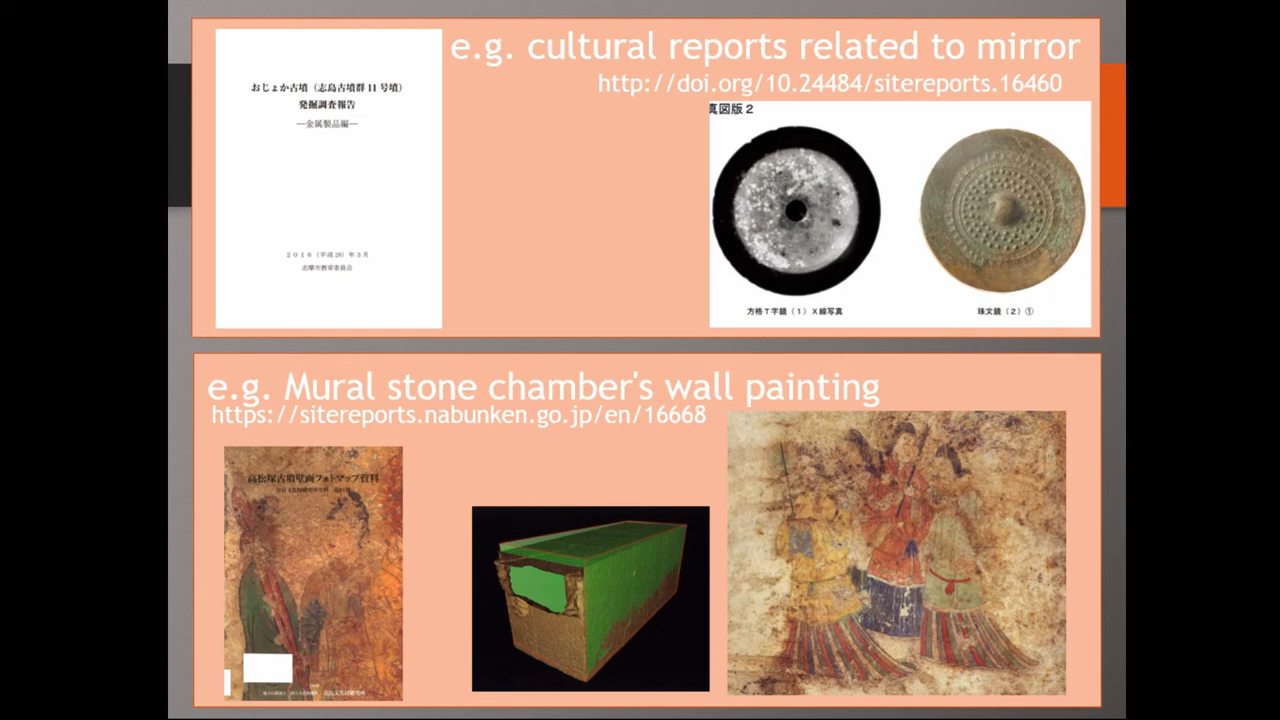 e.g. cultural reports related to mirror
http://doi.org/10.24484/sitereports.16460
おじょか古墳（志島古墳群 11 号墳）
発掘調査報告
―金属製品編―
２０１６（平成 28）年３月
志摩市教育委員会
真図版 2
方格Ｔ字鏡（１）Ｘ線写真
珠文鏡（２）①
e.g. Mural stone chamber's wall painting
https://sitereports.nabunken.go.jp/en/16668
高松塚古墳壁画フォトマップ資料